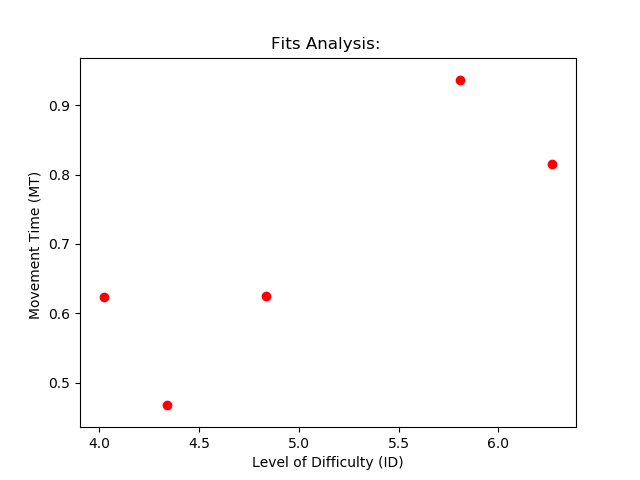 Fits Analysis:
0.9
0.8
0.7
0.6
0.5
Movement Time (MT)
4.0 4.5 5.0 5.5 6.0
Level of Difficulty (ID)